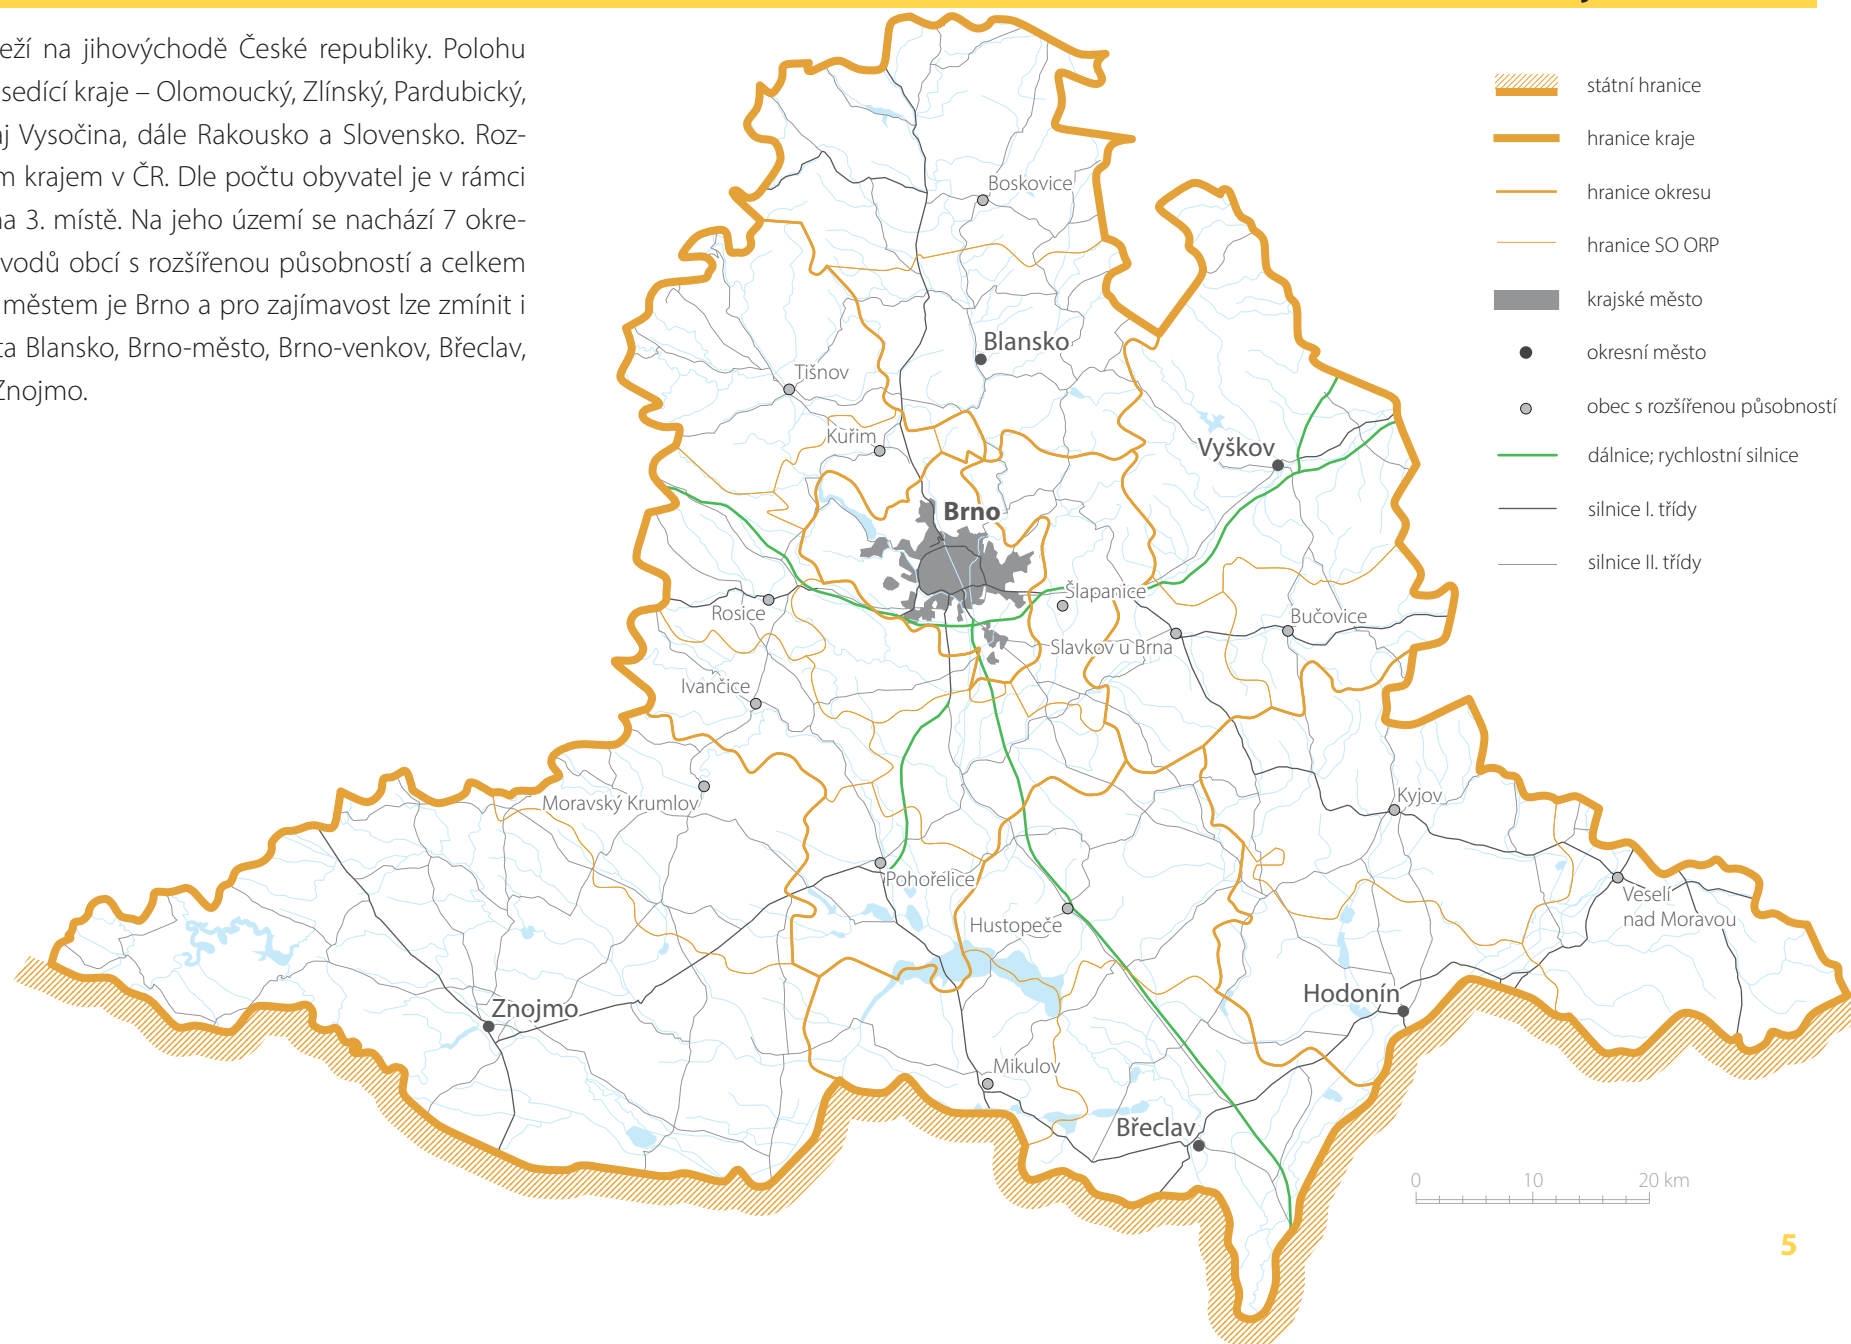 eží na jihovýchodě České republiky. Polohu
sedící kraje – Olomoucký, Zlínský, Pardubický,
aj Vysočina, dále Rakousko a Slovensko. Roz-
m krajem v ČR. Dle počtu obyvatel je v rámci
na 3. místě. Na jeho území se nachází 7 okre-
vodů obcí s rozšířenou působností a celkem
městem je Brno a pro zajímavost lze zmínit i
ta Blansko, Brno-město, Brno-venkov, Břeclav,
Znojmo.
státní hranice
hranice kraje
hranice okresu
hranice SO ORP
krajské město
okresní město
obec s rozšířenou působností
dálnice; rychlostní silnice
silnice I. třídy
silnice II. třídy
Boskovice
Blansko
Tišnov
Kuřim
Vyškov
Brno
Šlapanice
Rosice
Bučovice
Slavkov u Brna
Ivančice
Moravský Krumlov
Kyjov
Pohořelice
Veselí
nad Moravou
Hustopeče
Hodonín
Znojmo
Mikulov
Břeclav
0 10 20 km
5